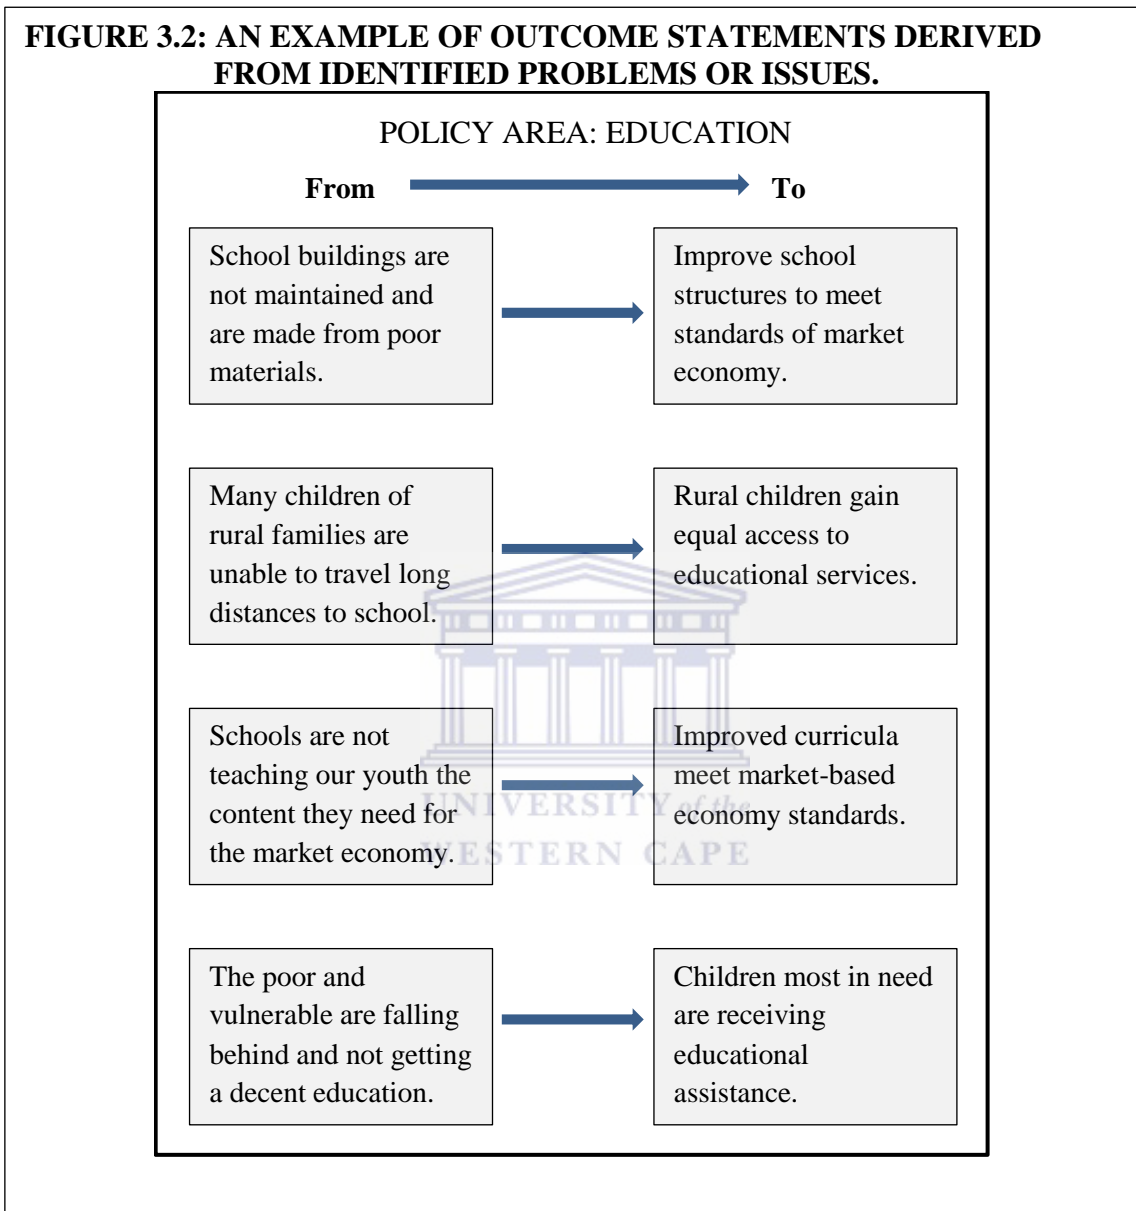 FIGURE 3.2: AN EXAMPLE OF OUTCOME STATEMENTS DERIVED
FROM IDENTIFIED PROBLEMS OR ISSUES.
POLICY AREA: EDUCATION
From
To
School buildings are
not maintained and
are made from poor
materials.
Improve school
structures to meet
standards of market
economy.
Many children of
rural families are
unable to travel long
distances to school.
Rural children gain
equal access to
educational services.
Schools are not
teaching our youth the
content they need for
the market economy.
Improved curricula
meet market-based
economy standards.
The poor and
vulnerable are falling
behind and not getting
a decent education.
Children most in need
are receiving
educational
assistance.
UNIVERSITY of the
WESTERN CAPE